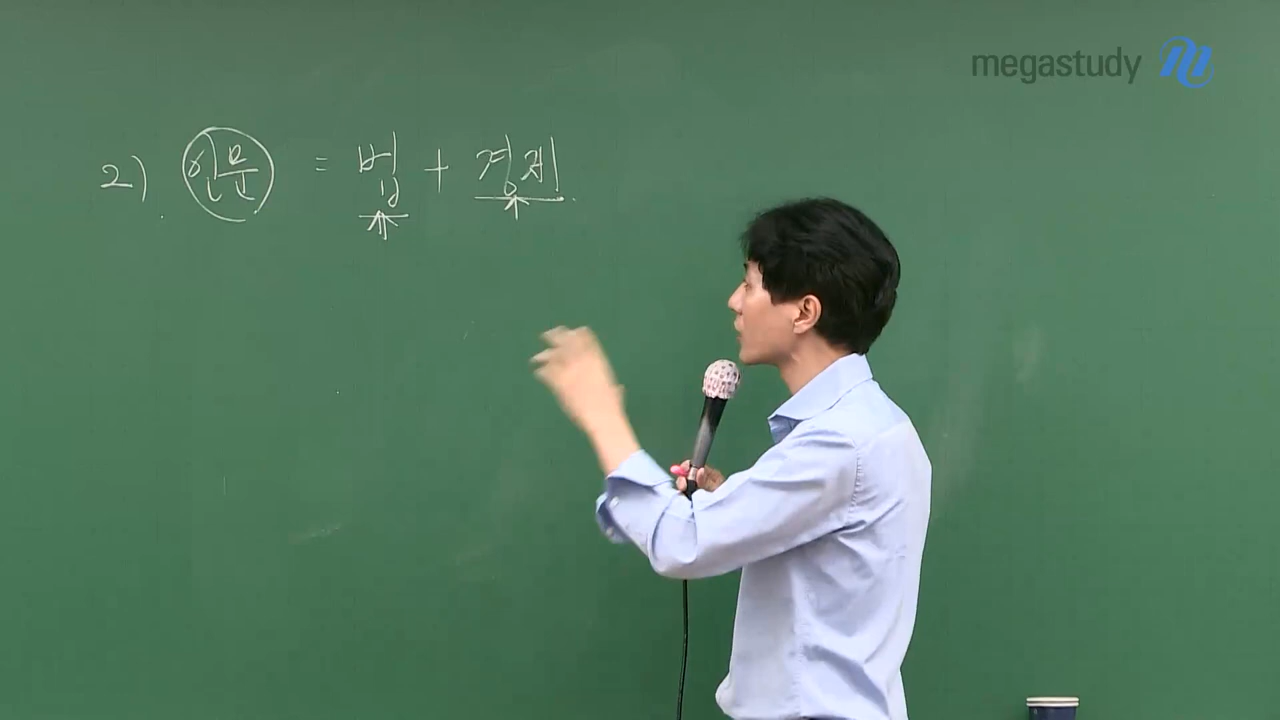 megastudy
2) 인문 = 법 + 경제